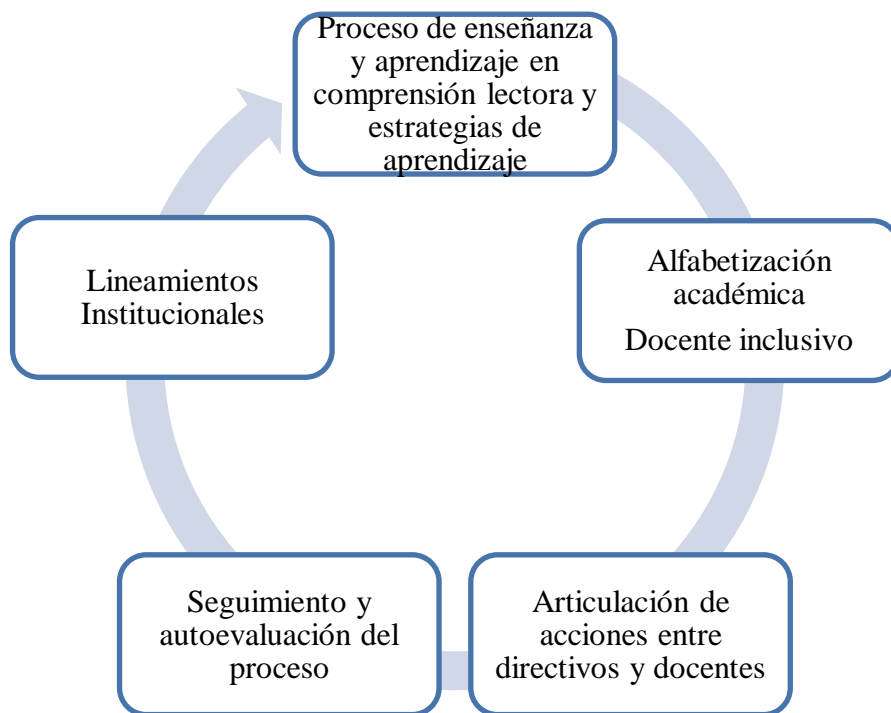 Proceso de enseñanza
y aprendizaje en
comprensión lectora y
estrategias de
aprendizaje
Alfabetización
académica
Docente inclusivo
Articulación de
acciones entre
directivos y docentes
Seguimiento y
autoevaluación del
proceso
Lineamientos
Institucionales